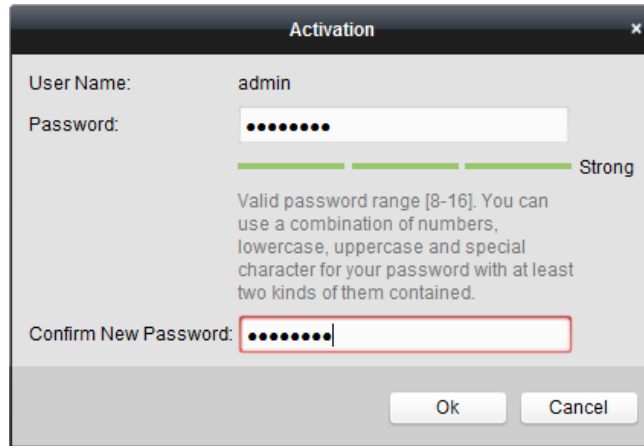 Activation ×
User Name: admin
Password: ●●●●●●●●
Strong
Valid password range [8-16]. You can
use a combination of numbers,
lowercase, uppercase and special
character for your password with at least
two kinds of them contained.
Confirm New Password: ●●●●●●●●
Ok Cancel